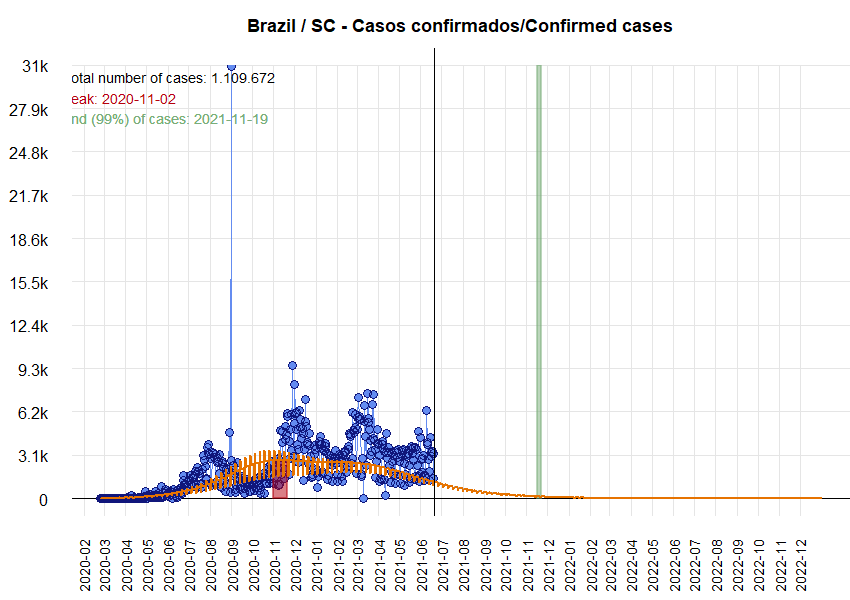 Brazil / SC - Casos confirmados/Confirmed cases
31k
27.9k
24.8k
21.7k
18.6k
15.5k
12.4k
9.3k
6.2k
3.1k
0
otal number of cases: 1.109.672
eak: 2020-11-02
nd (99%) of cases: 2021-11-19
2020-02
2020-03
2020-04
2020-05
2020-06
2020-07
2020-08
2020-09
2020-10
2020-11
2020-12
2021-01
2021-02
2021-03
2021-04
2021-05
2021-06
2021-07
2021-08
2021-09
2021-10
2021-11
2021-12
2022-01
2022-02
2022-03
2022-04
2022-05
2022-06
2022-07
2022-08
2022-09
2022-10
2022-11
2022-12